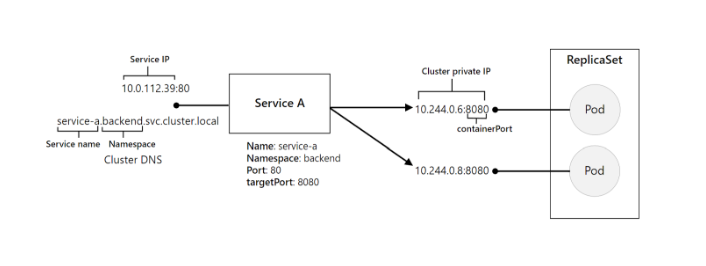 Service IP
10.0.112.39:80
service-a.backend.svc.cluster.local
Service name
Namespace
Cluster DNS
Service A
Name: service-a
Namespace: backend
Port: 80
targetPort: 8080
Cluster private IP
10.244.0.6:8080
containerPort
10.244.0.8:8080
ReplicaSet
Pod
Pod